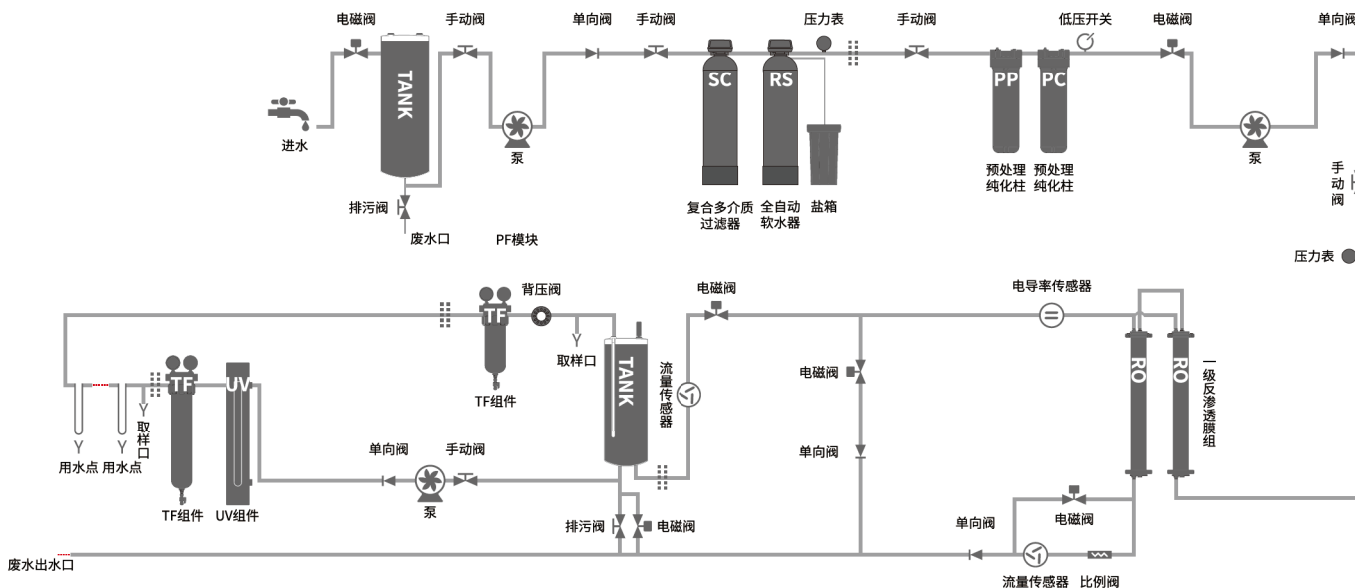 电磁阀
手动阀
单向阀
手动阀
压力表
手动阀
低压开关
电磁阀
单向阀
TANK
SC
RS
PP
PC
进水
泵
泵
预处理
纯化柱
预处理
纯化柱
手
动
阀
排污阀
复合多介质
过滤器
全自动
软水器
盐箱
废水口
PF模块
压力表
背压阀
电磁阀
电导率传感器
TF
取样口
TANK
流量传感器
电磁阀
RO
RO
一级反渗透膜组
TF
UV
TF组件
取样口
用水点
用水点
单向阀
手动阀
单向阀
泵
TF组件
UV组件
排污阀
电磁阀
单向阀
电磁阀
废水出水口
流量传感器
比例阀